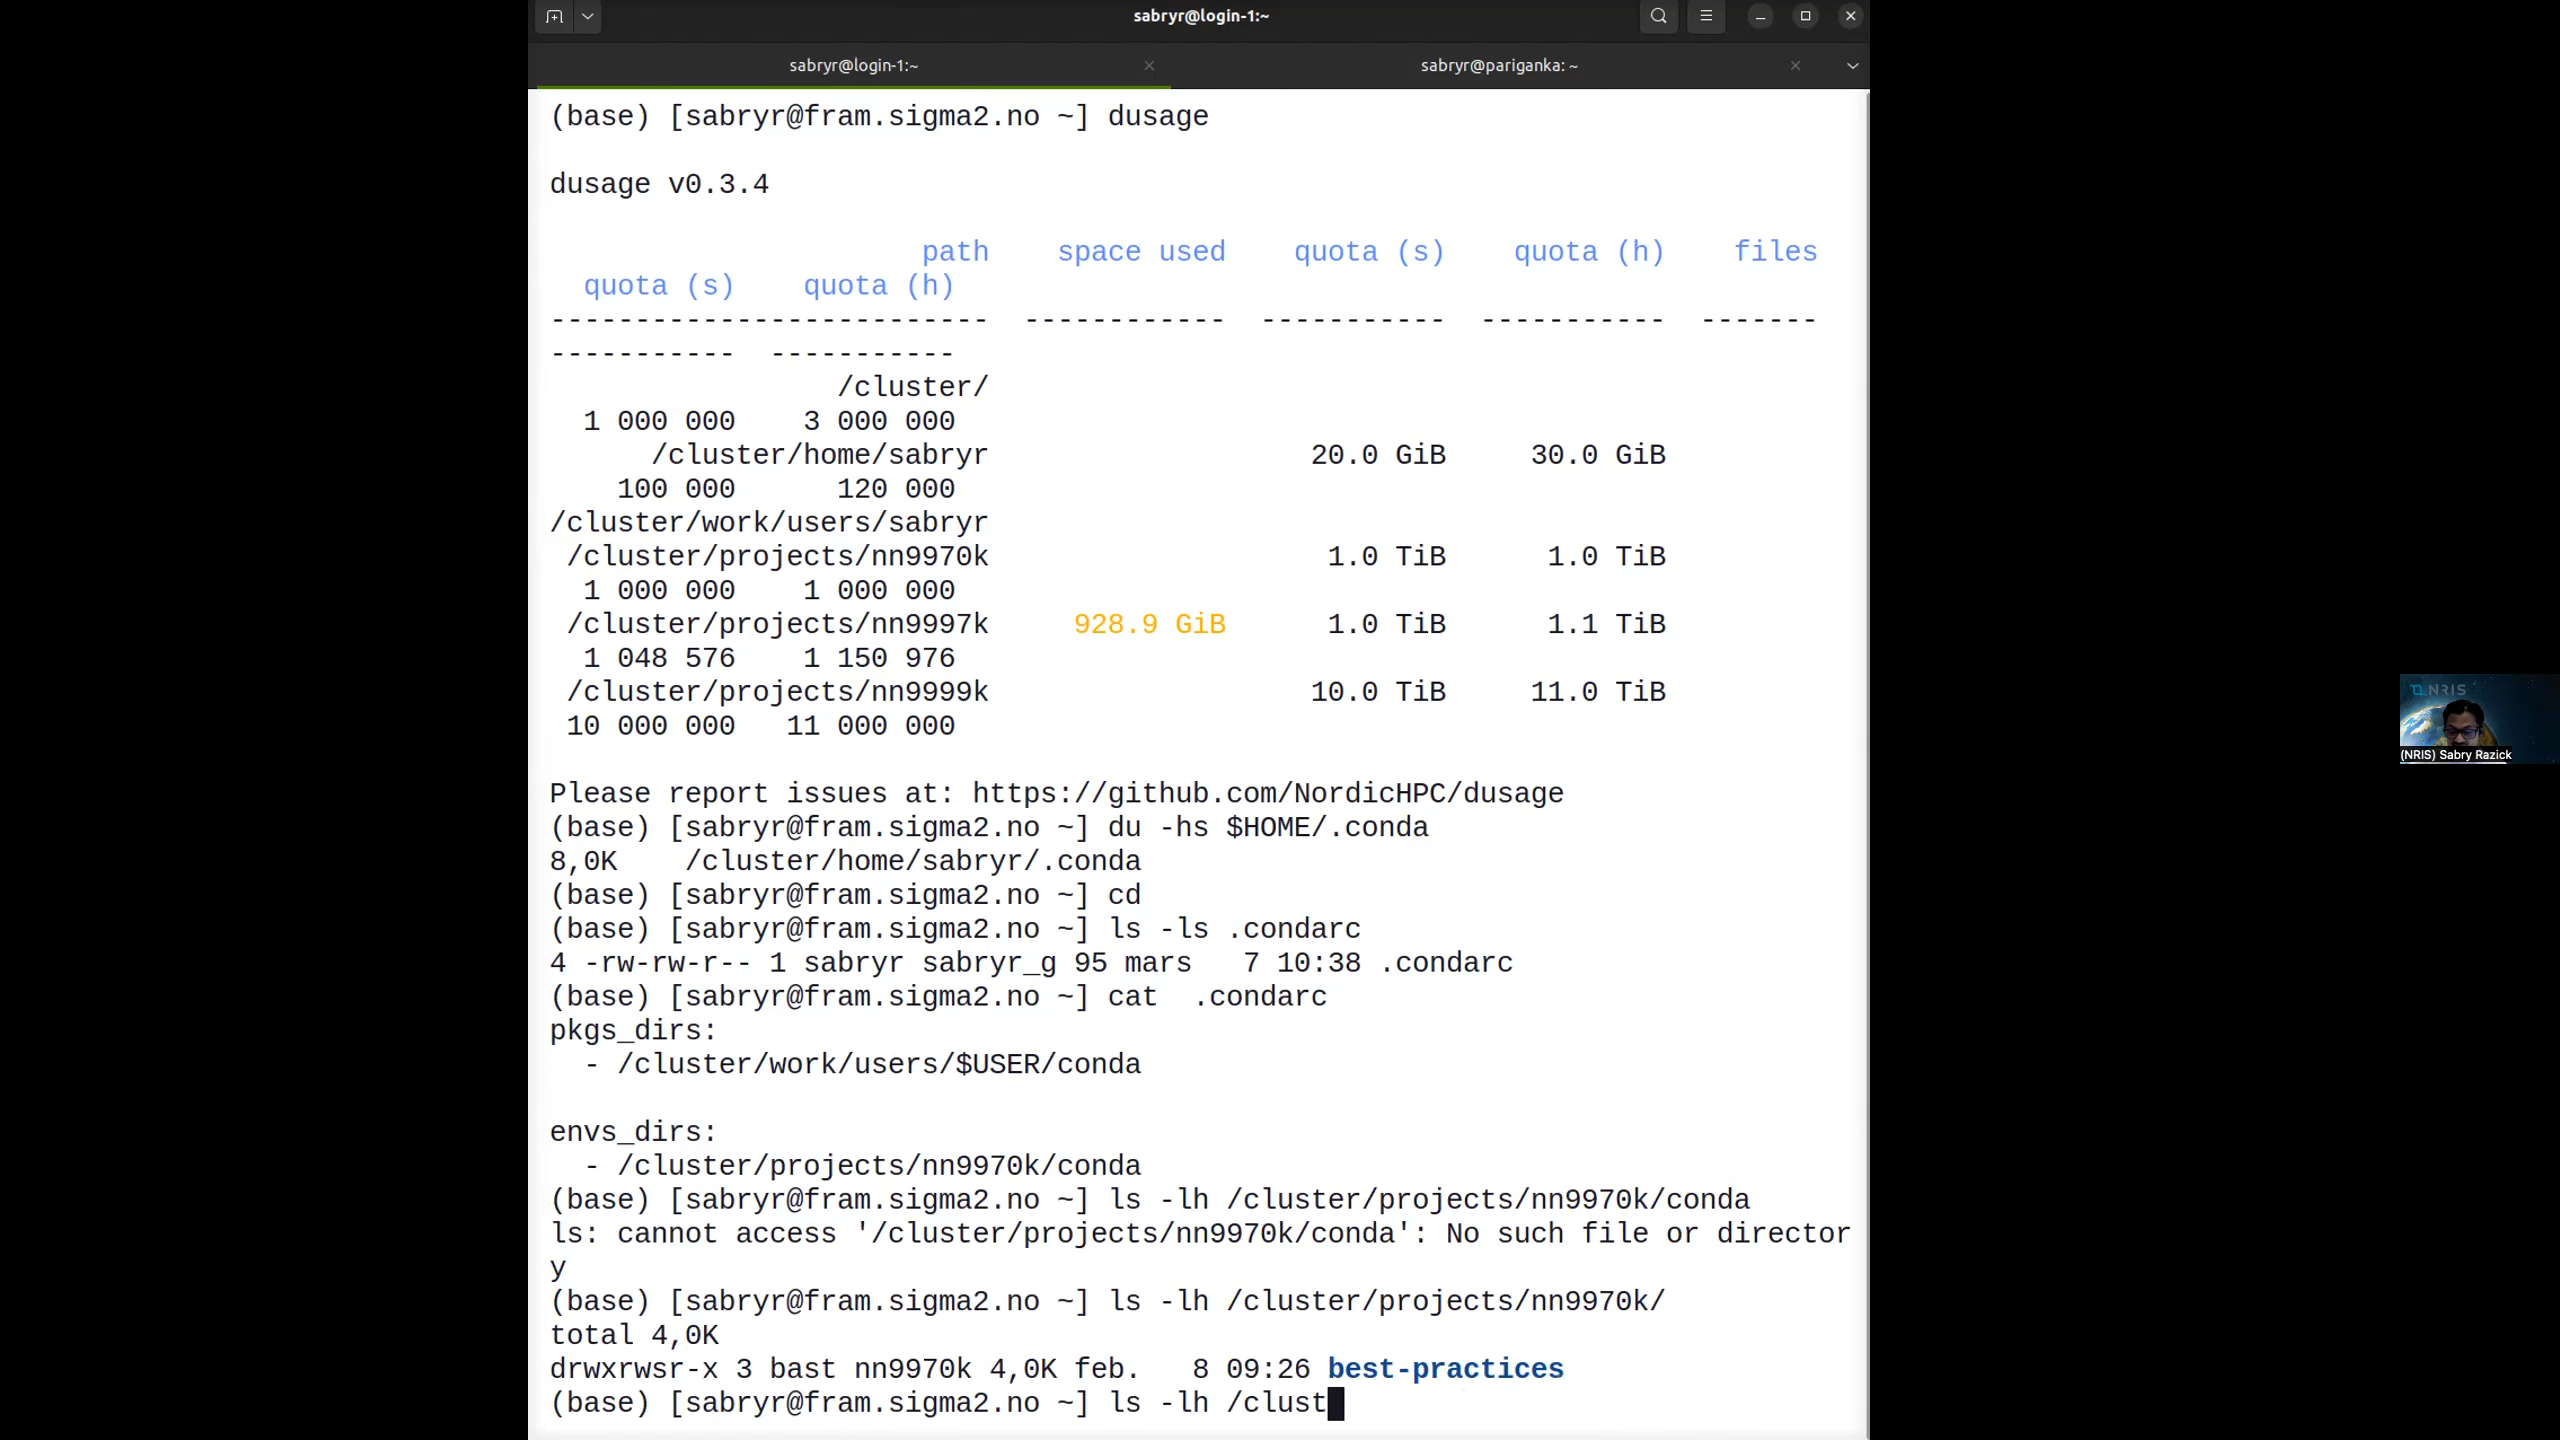 sabryr@login-1:~
sabryr@login-1:~
sabryr@pariganka: ~
(base) [sabryr@fram.sigma2.no ~] dusage
dusage v0.3.4
path    space used    quota (s)    quota (h)    files
quota (s)    quota (h)
--------------------------  ------------  -----------  -----------  -------
-----------  -----------
/cluster/
1 000 000    3 000 000
/cluster/home/sabryr    20.0 GiB    30.0 GiB
100 000    120 000
/cluster/work/users/sabryr
/cluster/projects/nn9970k    1.0 TiB    1.0 TiB
1 000 000    1 000 000
/cluster/projects/nn9997k    928.9 GiB    1.0 TiB    1.1 TiB
1 048 576    1 150 976
/cluster/projects/nn9999k    10.0 TiB    11.0 TiB
10 000 000    11 000 000
Please report issues at: https://github.com/NordicHPC/dusage
(base) [sabryr@fram.sigma2.no ~] du -hs $HOME/.conda
8,0K    /cluster/home/sabryr/.conda
(base) [sabryr@fram.sigma2.no ~] cd
(base) [sabryr@fram.sigma2.no ~] ls -ls .condarc
4 -rw-rw-r-- 1 sabryr sabryr_g 95 mars   7 10:38 .condarc
(base) [sabryr@fram.sigma2.no ~] cat  .condarc
pkgs_dirs:
  - /cluster/work/users/$USER/conda
envs_dirs:
  - /cluster/projects/nn9970k/conda
(base) [sabryr@fram.sigma2.no ~] ls -lh /cluster/projects/nn9970k/conda
ls: cannot access '/cluster/projects/nn9970k/conda': No such file or director
y
(base) [sabryr@fram.sigma2.no ~] ls -lh /cluster/projects/nn9970k/
total 4,0K
drwxrwsr-x 3 bast nn9970k 4,0K feb.   8 09:26 best-practices
(base) [sabryr@fram.sigma2.no ~] ls -lh /clust
NRIS
(NRIS) Sabry Razick